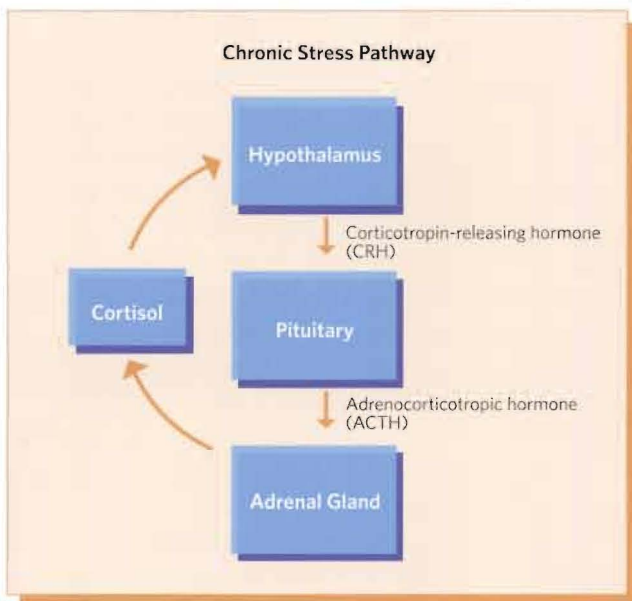 Chronic Stress Pathway
Hypothalamus
Corticotropin-releasing hormone
(CRH)
Cortisol
Pituitary
Adrenocorticotropic hormone
(ACTH)
Adrenal Gland